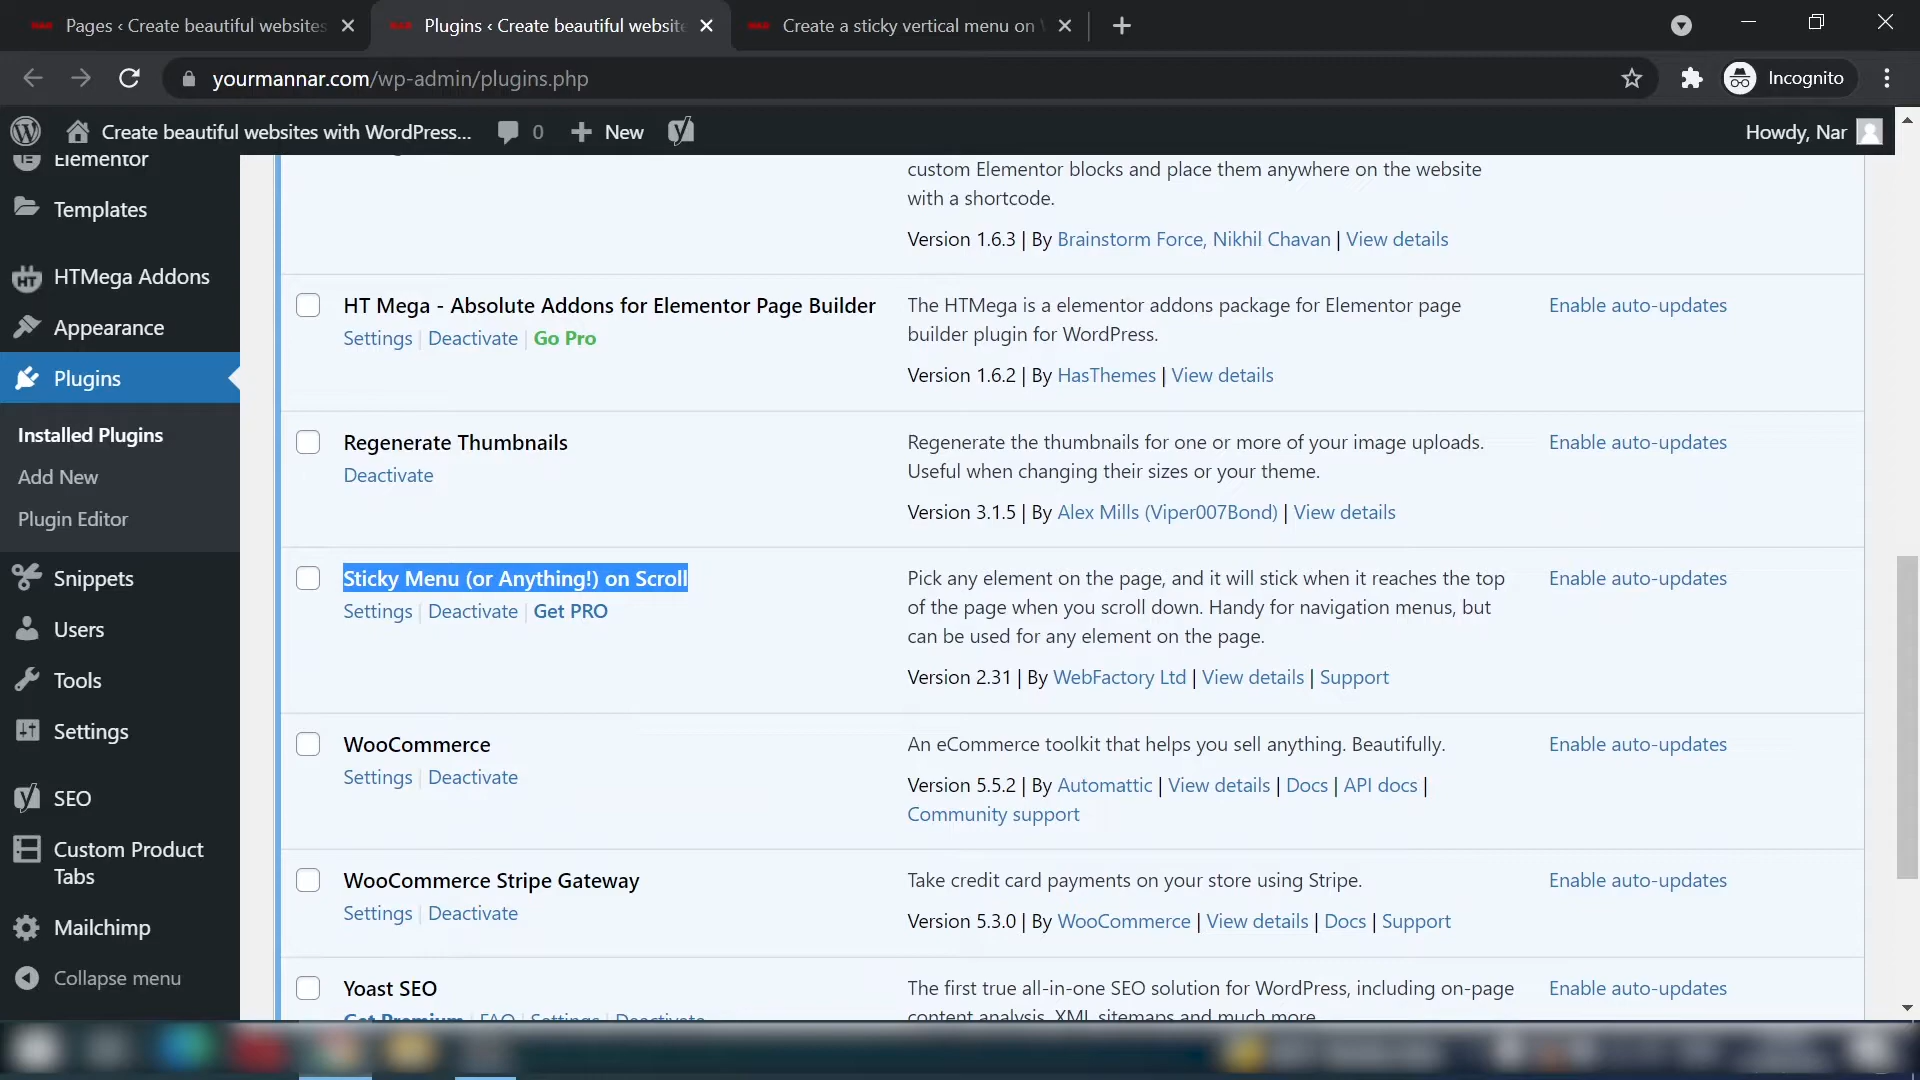 Pages ‹ Create beautiful websites
Plugins ‹ Create beautiful website
Create a sticky vertical menu on
yourmannar.com/wp-admin/plugins.php
Incognito
Create beautiful websites with WordPress...
0
New
Howdy, Nar
Elementor
Templates
HTMega Addons
Appearance
Plugins
Installed Plugins
Add New
Plugin Editor
Snippets
Users
Tools
Settings
SEO
Custom Product
Tabs
Mailchimp
Collapse menu
custom Elementor blocks and place them anywhere on the website
with a shortcode.
Version 1.6.3 | By Brainstorm Force, Nikhil Chavan | View details
HT Mega - Absolute Addons for Elementor Page Builder
Settings | Deactivate | Go Pro
The HTMega is a elementor addons package for Elementor page
builder plugin for WordPress.
Version 1.6.2 | By HasThemes | View details
Enable auto-updates
Regenerate Thumbnails
Deactivate
Regenerate the thumbnails for one or more of your image uploads.
Useful when changing their sizes or your theme.
Version 3.1.5 | By Alex Mills (Viper007Bond) | View details
Enable auto-updates
Sticky Menu (or Anything!) on Scroll
Settings | Deactivate | Get PRO
Pick any element on the page, and it will stick when it reaches the top
of the page when you scroll down. Handy for navigation menus, but
can be used for any element on the page.
Version 2.31 | By WebFactory Ltd | View details | Support
Enable auto-updates
WooCommerce
Settings | Deactivate
An eCommerce toolkit that helps you sell anything. Beautifully.
Version 5.5.2 | By Automattic | View details | Docs | API docs |
Community support
Enable auto-updates
WooCommerce Stripe Gateway
Settings | Deactivate
Take credit card payments on your store using Stripe.
Version 5.3.0 | By WooCommerce | View details | Docs | Support
Enable auto-updates
Yoast SEO
Get Premium | FAQ | Settings | Deactivate
The first true all-in-one SEO solution for WordPress, including on-page
content analysis, XML sitemaps and much more.
Enable auto-updates